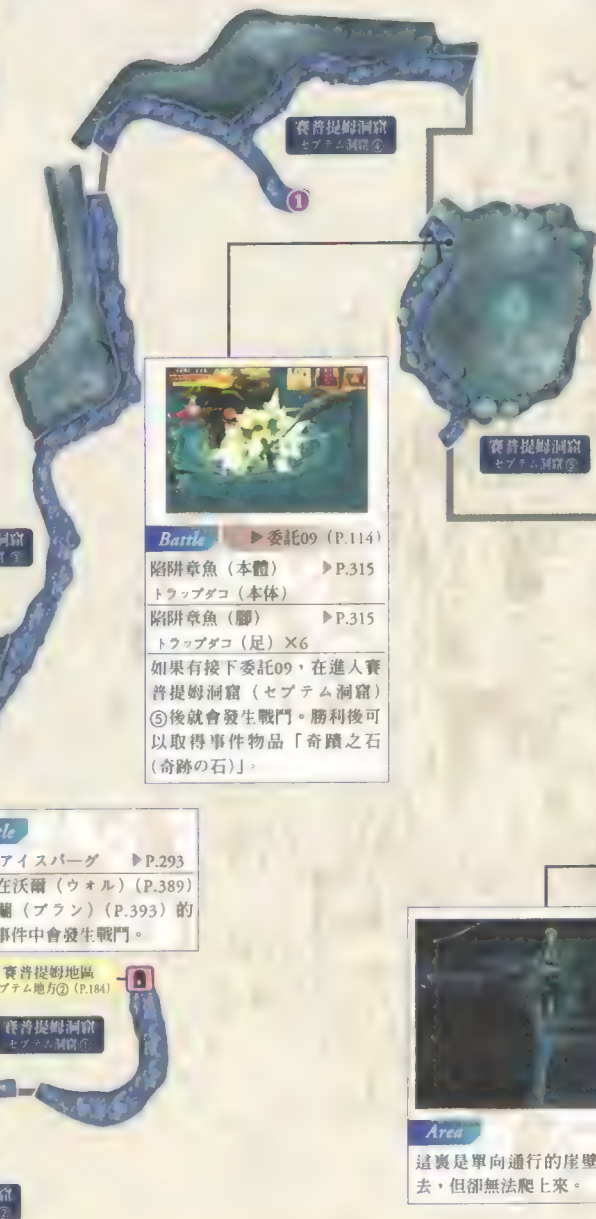 賽普提姆洞窟
セプテム洞窟④
①
賽普提姆洞窟
セプテム洞窟⑤
洞窟
Battle ▶委託09（P.114）
陷阱章魚（本體） ▶P.315
トラップダコ（本体）
陷阱章魚（腳） ▶P.315
トラップダコ（足）×6
如果有接下委託09，在進入賽
普提姆洞窟（セプテム洞窟）
⑤後就會發生戰鬥。勝利後可
以取得事件物品「奇蹟之石
（奇跡の石）」。
tle
アイスバーグ ▶P.293
在沃爾（ウォル）（P.389）
蘭（ブラン）（P.393）的
事件中會發生戰鬥。
賽普提姆地區
プテム地方②（P.184）
賽普提姆洞窟
セプテム洞窟①
Area
這裏是單向通行的崖壁
去，但卻無法爬上來。